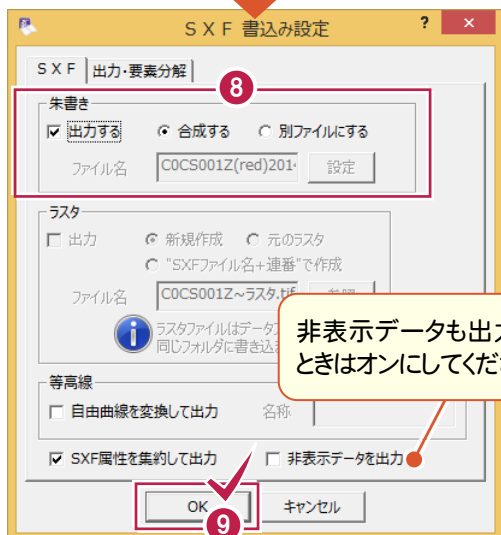 SXF 書込み設定 ? ×
SXF 出力・要素分解
8
朱書き
出力する 合成する 別ファイルにする
ファイル名 C0CS001Z(red)201 設定
ラスタ
出力 新規作成 元のラスタ
"SXFファイル名+連番"で作成
ファイル名 C0CS001Z~ラスタ.tif
ラスタファイルはデータ
同じフォルダに書き込ま
非表示データも出力
ときはオンにしてくだ
等高線
自由曲線を変換して出力 名称
SXF属性を集約して出力 非表示データを出力
OK キャンセル
9